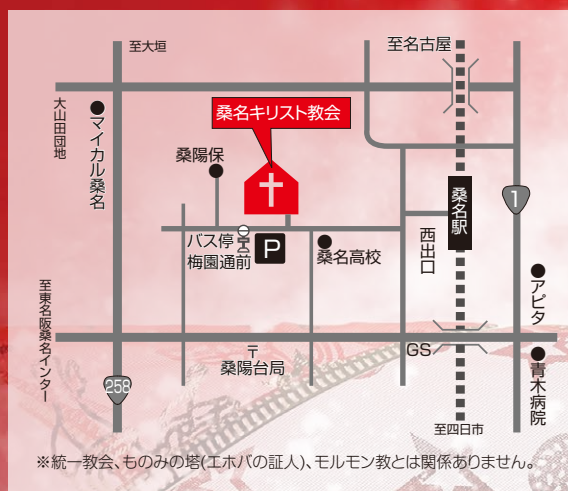 至大垣
至名古屋
大山田団地
マイカル桑名
桑名キリスト教会
桑陽保
桑名駅
1
バス停
梅園通前
P
桑名高校
西出口
アピタ
至東名阪桑名インター
〒
桑陽台局
GS
青木病院
258
至四日市
※統一教会、ものみの塔(エホバの証人)、モルモン教とは関係ありません。